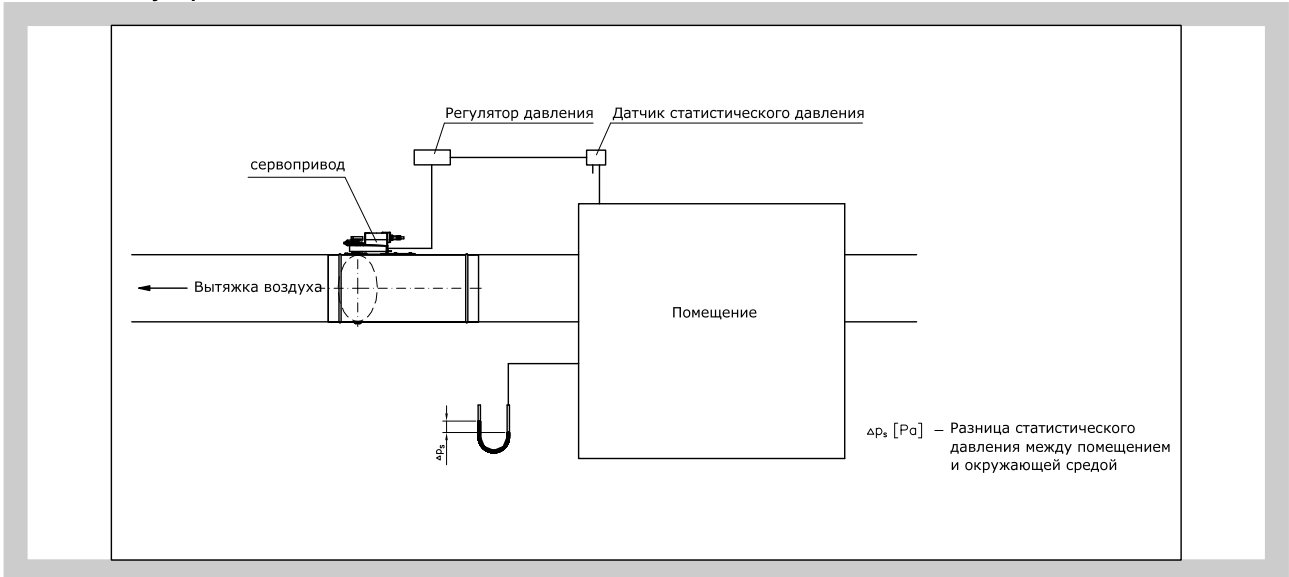 Регулятор давления
Датчик статистического давления
сервопривод
Вытяжка воздуха
Помещение
Δps
Δps [Pa] – Разница статистического
давления между помещением
и окружающей средой